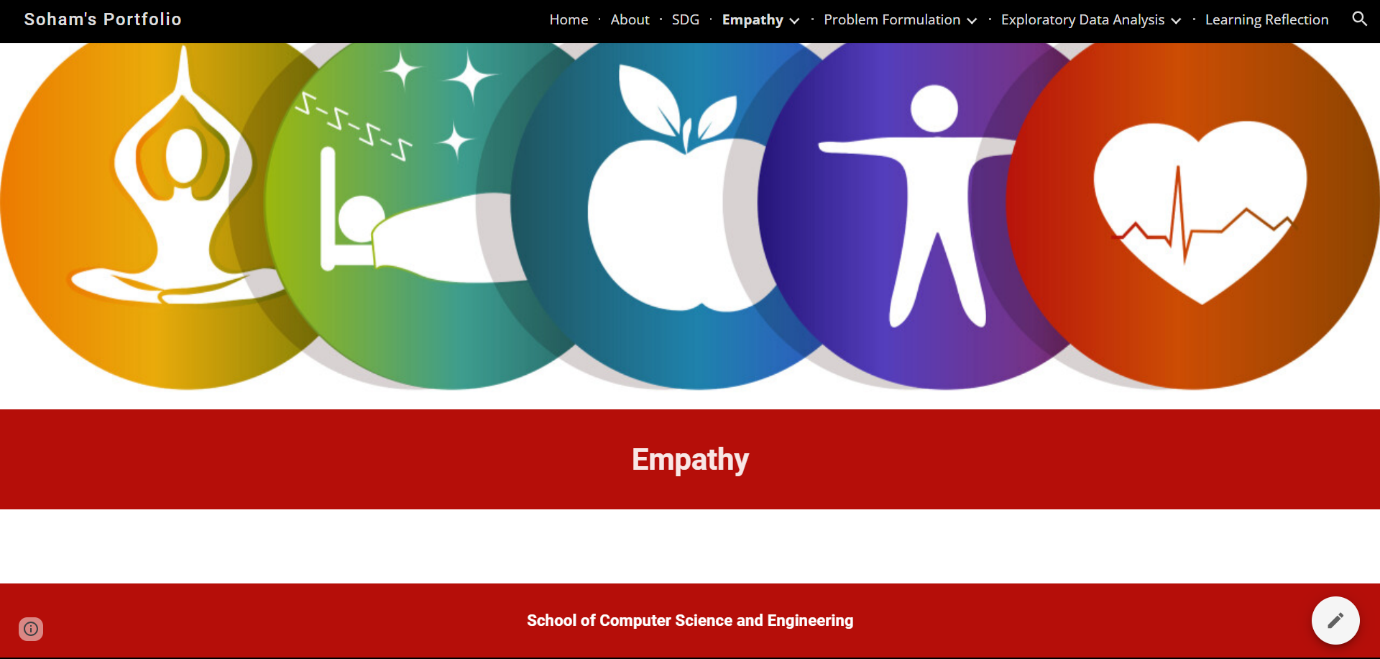 Soham's Portfolio
Home · About · SDG · Empathy · Problem Formulation · Exploratory Data Analysis · Learning Reflection
Empathy
School of Computer Science and Engineering